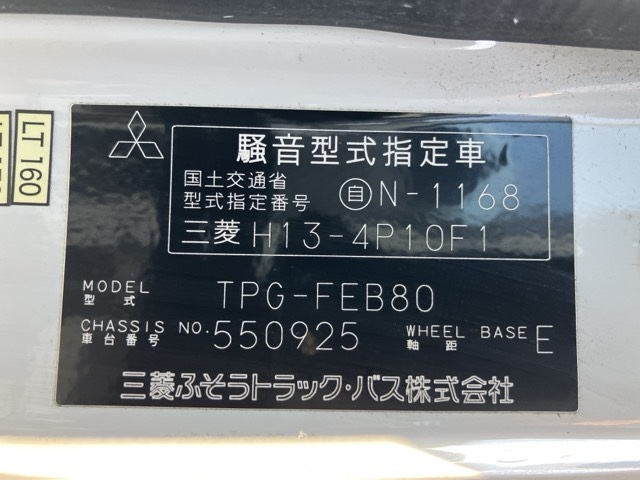 LT 160
騒音型式指定車
国土交通省
型式指定番号 自N-1168
三菱 H13-4P10F1
MODEL
型式 TPG-FEB80
CHASSIS NO.
車台番号 550925
WHEEL BASE
軸距 E
三菱ふそうトラック・バス株式会社